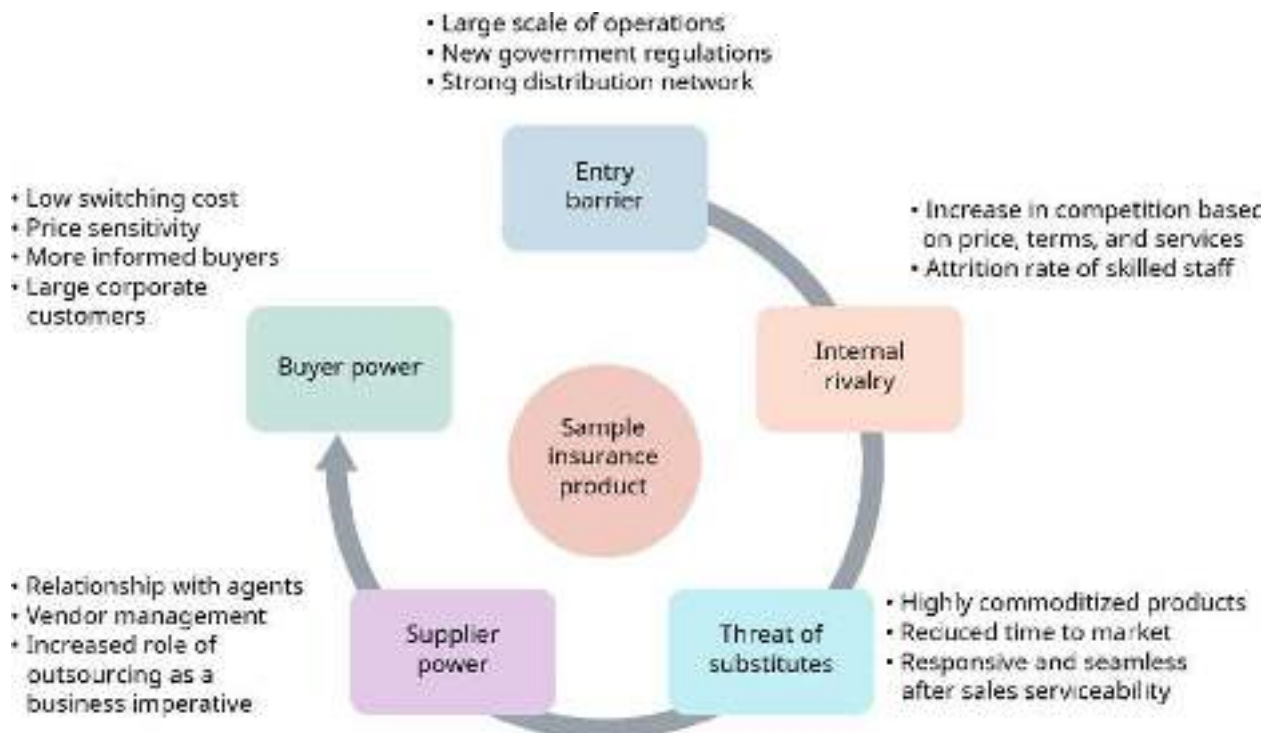 • Large scale of operations
• New government regulations
• Strong distribution network
Entry
barrier
• Low switching cost
• Price sensitivity
• More informed buyers
• Large corporate
customers
Buyer power
• Increase in competition based
on price, terms, and services
• Attrition rate of skilled staff
Internal
rivalry
Sample
insurance
product
• Relationship with agents
• Vendor management
• Increased role of
outsourcing as a
business imperative
Supplier
power
Threat of
substitutes
• Highly commoditized products
• Reduced time to market
• Responsive and seamless
after sales serviceability